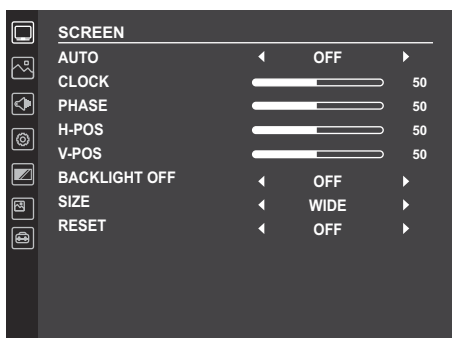 SCREEN
AUTO OFF
CLOCK 50
PHASE 50
H-POS 50
V-POS 50
BACKLIGHT OFF OFF
SIZE WIDE
RESET OFF